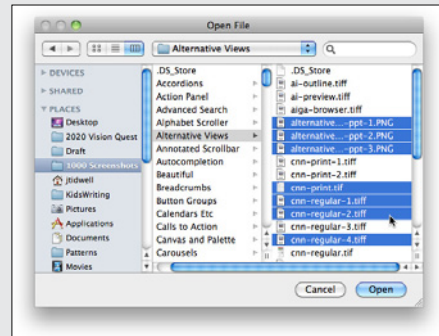 Open File
Alternative Views
DEVICES
SHARED
PLACES
Desktop
2020 Vision Quest
Draft
1000 Screenshots
jtidwell
KidsWriting
Pictures
Applications
Documents
Patterns
Movies
.DS_Store
Accordions
Action Panel
Advanced Search
Alphabet Scroller
Alternative Views
Annotated Scrollbar
Autocompletion
Beautiful
Breadcrumbs
Button Groups
Calendars Etc
Calls to Action
Canvas and Palette
Carousels
.DS_Store
ai-outline.tiff
ai-preview.tiff
aiga-browser.tiff
alternative...-ppt-1.PNG
alternative...-ppt-2.PNG
alternative...-ppt-3.PNG
cnn-print-1.tiff
cnn-print-2.tiff
cnn-print.tif
cnn-regular-1.tiff
cnn-regular-2.tiff
cnn-regular-3.tiff
cnn-regular-4.tiff
cnn-regular.tif
Cancel
Open